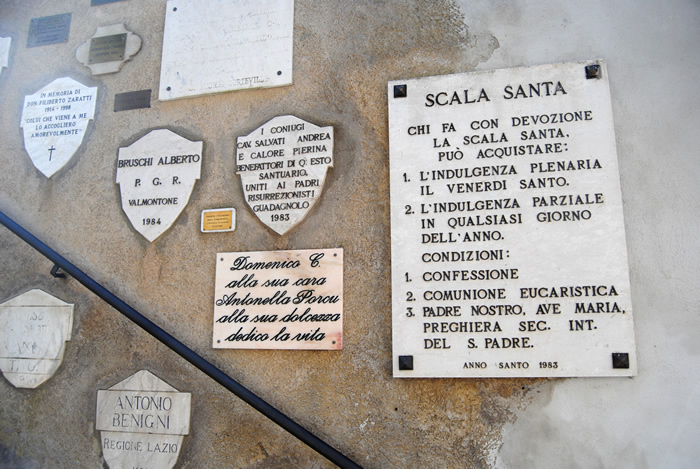 IN MEMORIA DI
DON FILIBERTO ZARATTI
"COLUI CHE VIENE A ME
LO ACCOGLIERÒ
AMOREVOLMENTE"
BRUSCHI ALBERTO
P. G. R.
VALMONTONE
1984
I CONIUGI
CAV. SALVATI ANDREA
E CALORE PIERINA
BENEFATTORI DI Q. ESTO
SANTUARIO,
UNITI AI PADRI
RISURREZIONISTI
GUADAGNOLO
1983
Domenico C.
alla sua cara
Antonella Porcu
alla sua dolcezza
dedico la vita
ANTONIO
BENIGNI
REGIONE LAZIO
SCALA SANTA
CHI FA CON DEVOZIONE
LA SCALA SANTA,
PUÒ ACQUISTARE:
1. L'INDULGENZA PLENARIA
IL VENERDI SANTO.
2. L'INDULGENZA PARZIALE
IN QUALSIASI GIORNO
DELL'ANNO.
CONDIZIONI:
1. CONFESSIONE
2. COMUNIONE EUCARISTICA
3. PADRE NOSTRO, AVE MARIA,
PREGHIERA SEC. INT.
DEL S. PADRE.
ANNO SANTO 1983